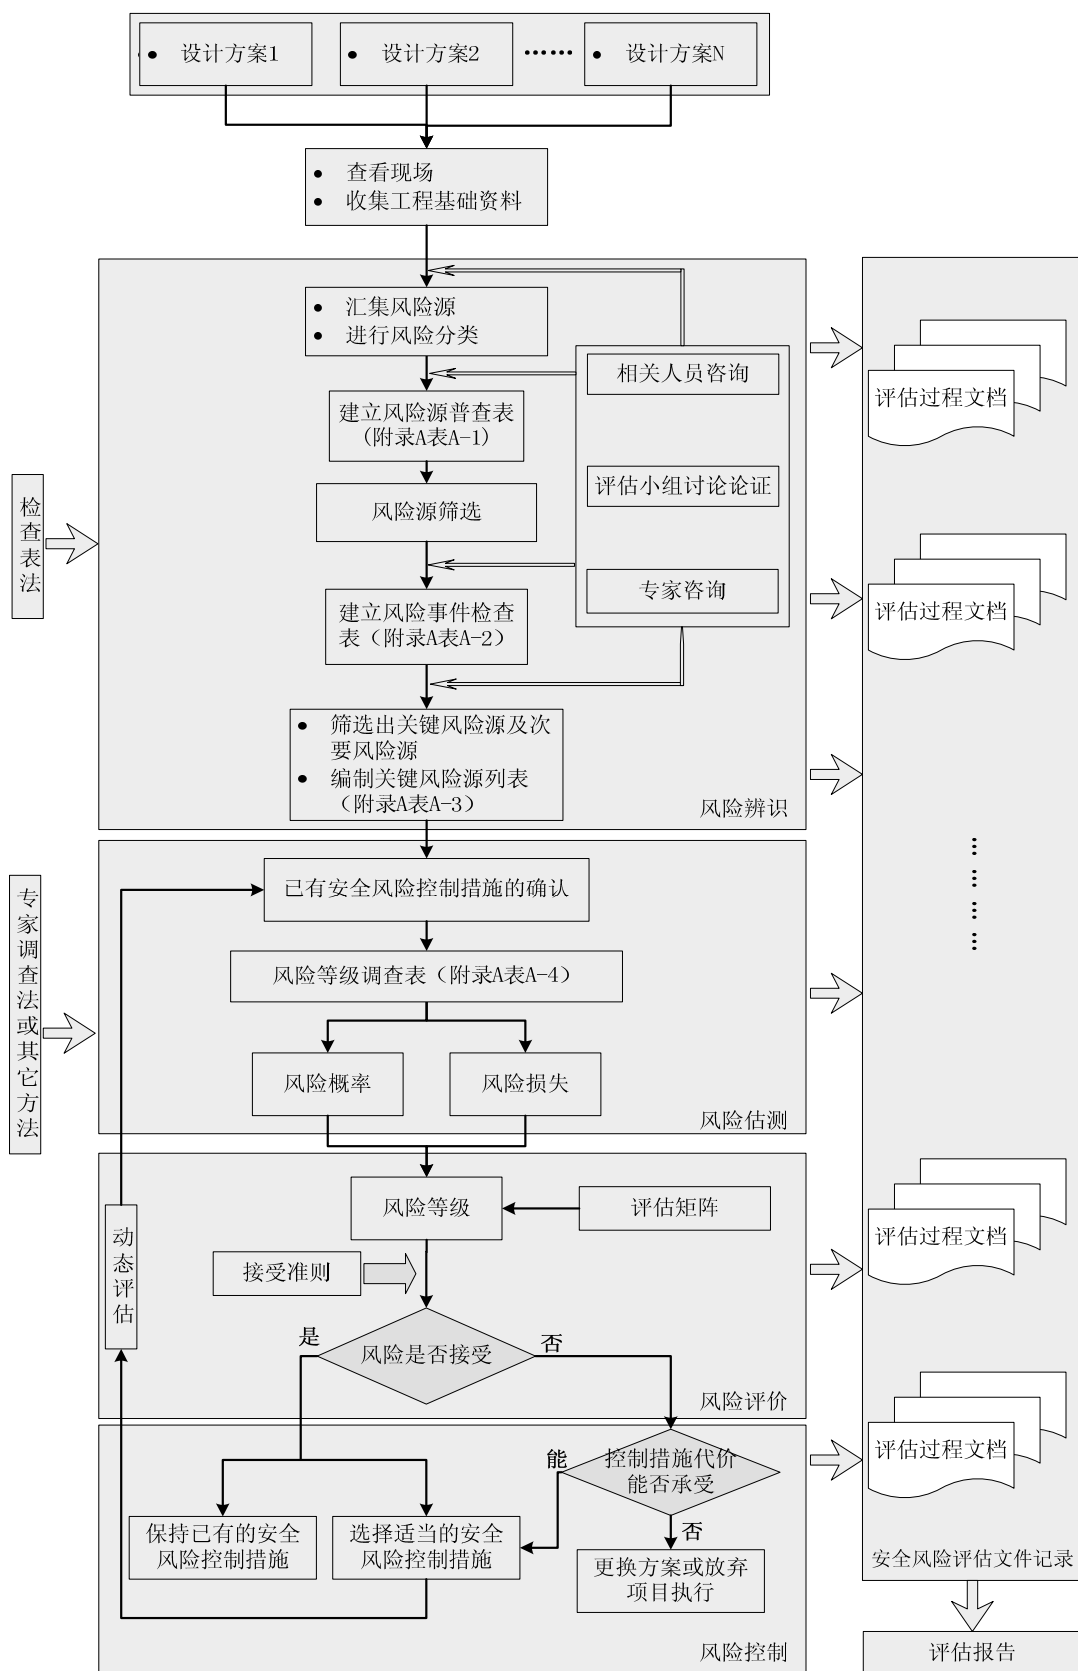 设计方案1
设计方案2
······
设计方案N
查看现场
收集工程基础资料
汇集风险源
进行风险分类
相关人员咨询
建立风险源普查表
(附录A表A-1)
评估小组讨论论证
风险源筛选
检查表法
专家咨询
建立风险事件检查
表（附录A表A-2）
筛选出关键风险源及次
要风险源
编制关键风险源列表
（附录A表A-3）
风险辨识
已有安全风险控制措施的确认
专家调查法或其它方法
风险等级调查表（附录A表A-4）
风险概率
风险损失
风险估测
风险等级
评估矩阵
接受准则
动态评估
风险是否接受
是
否
风险评价
控制措施代价
能否承受
能
否
保持已有的安全
风险控制措施
选择适当的安全
风险控制措施
更换方案或放弃
项目执行
风险控制
评估过程文档
评估过程文档
······
······
评估过程文档
评估过程文档
安全风险评估文件记录
评估报告